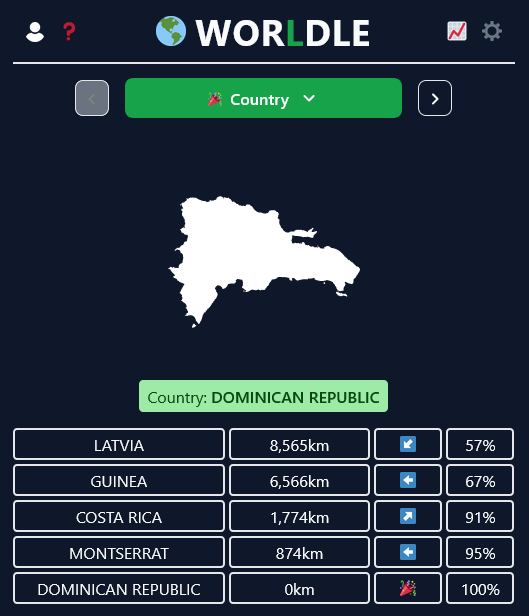 WORLDLE
Country
Country: DOMINICAN REPUBLIC
LATVIA 8,565km 57%
GUINEA 6,566km 67%
COSTA RICA 1,774km 91%
MONTSERRAT 874km 95%
DOMINICAN REPUBLIC 0km 100%